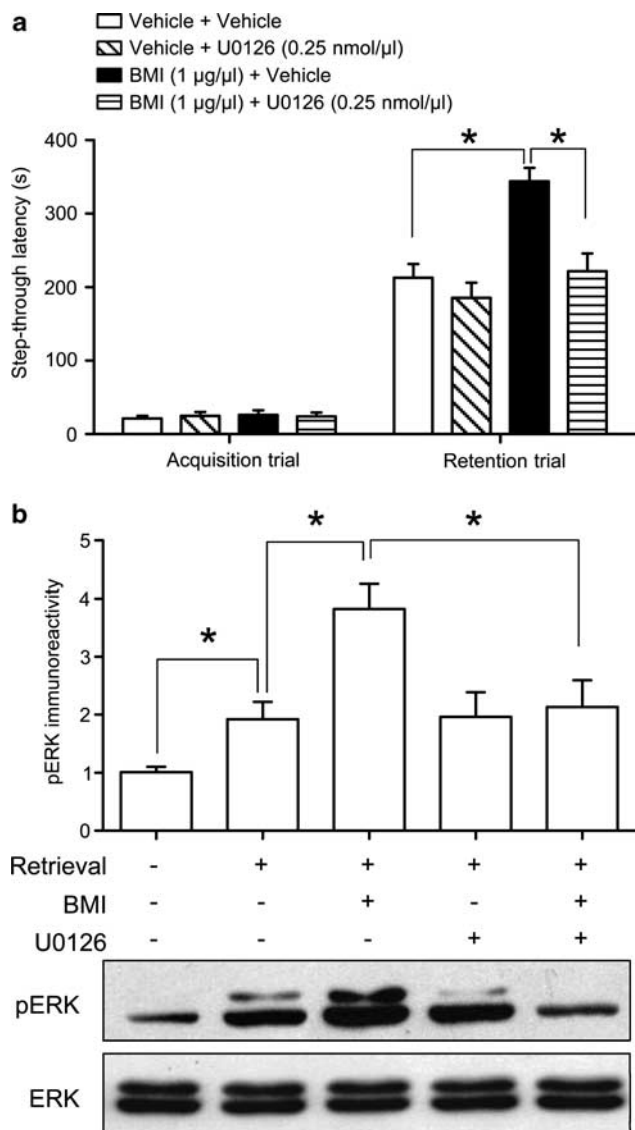 a
Vehicle + Vehicle
Vehicle + U0126 (0.25 nmol/µl)
BMI (1 µg/µl) + Vehicle
BMI (1 µg/µl) + U0126 (0.25 nmol/µl)
Step-through latency (s)
400
300
200
100
0
* *
Acquisition trial Retention trial
b
pERK immunoreactivity
5
4
3
2
1
0
* * *
Retrieval - + + + +
BMI - - + - +
U0126 - - - + +
pERK
ERK